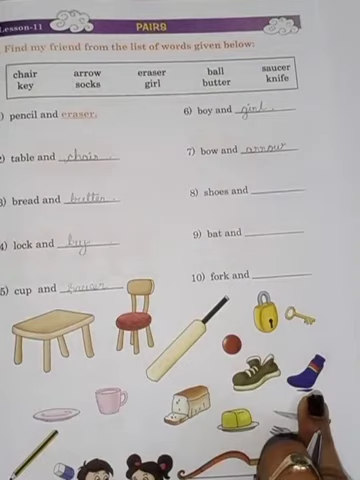 Lesson-11
PAIRS
Find my friend from the list of words given below:
chair arrow eraser ball saucer
key socks girl butter knife
1) pencil and eraser.
2) table and chair.
3) bread and butter.
4) lock and key
5) cup and saucer
6) boy and girl.
7) bow and arrow
8) shoes and
9) bat and
10) fork and